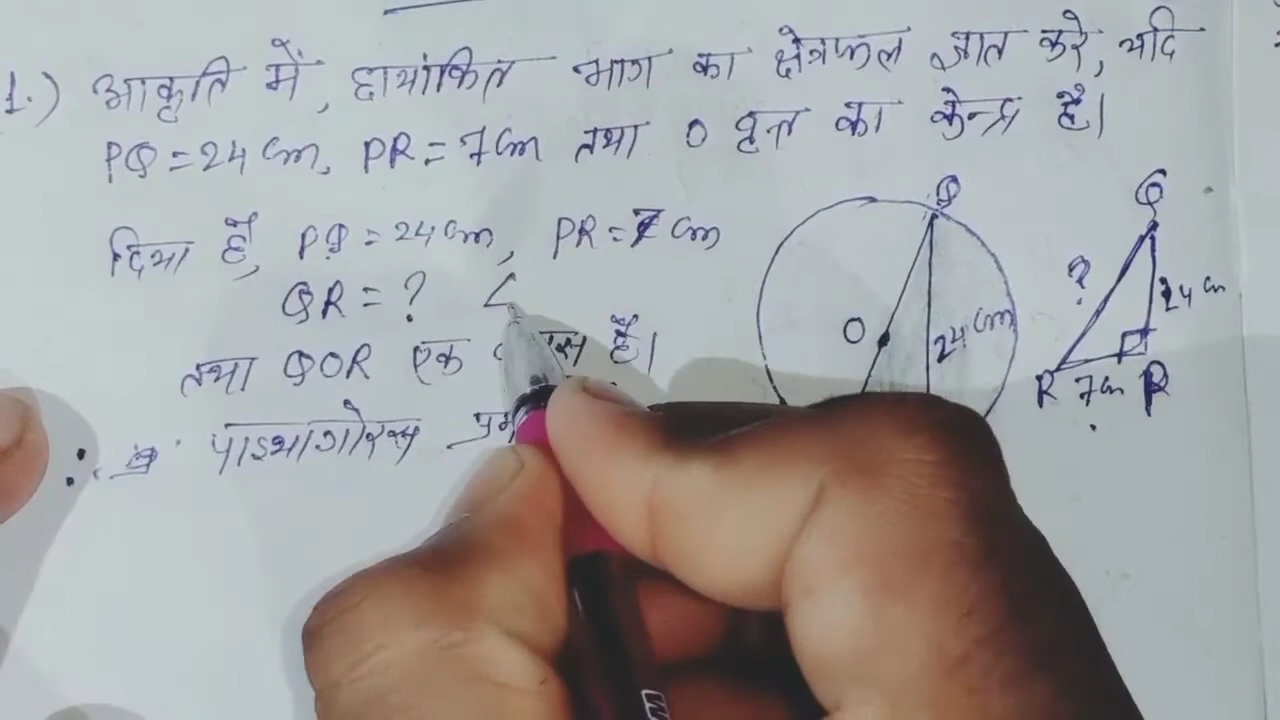 1.) आकृति में, छायांकित भाग का क्षेत्रफल ज्ञात करे, यदि
PQ = 24 cm, PR = 7 cm तथा O वृत्त का केन्द्र है।
दिया है, PQ = 24 cm, PR = 7 cm
QR = ? ∠
तथा QOR एक है।
∴ पाइथागोरस
Q
O
24 cm
Q
?
24 cm
R 7 cm P